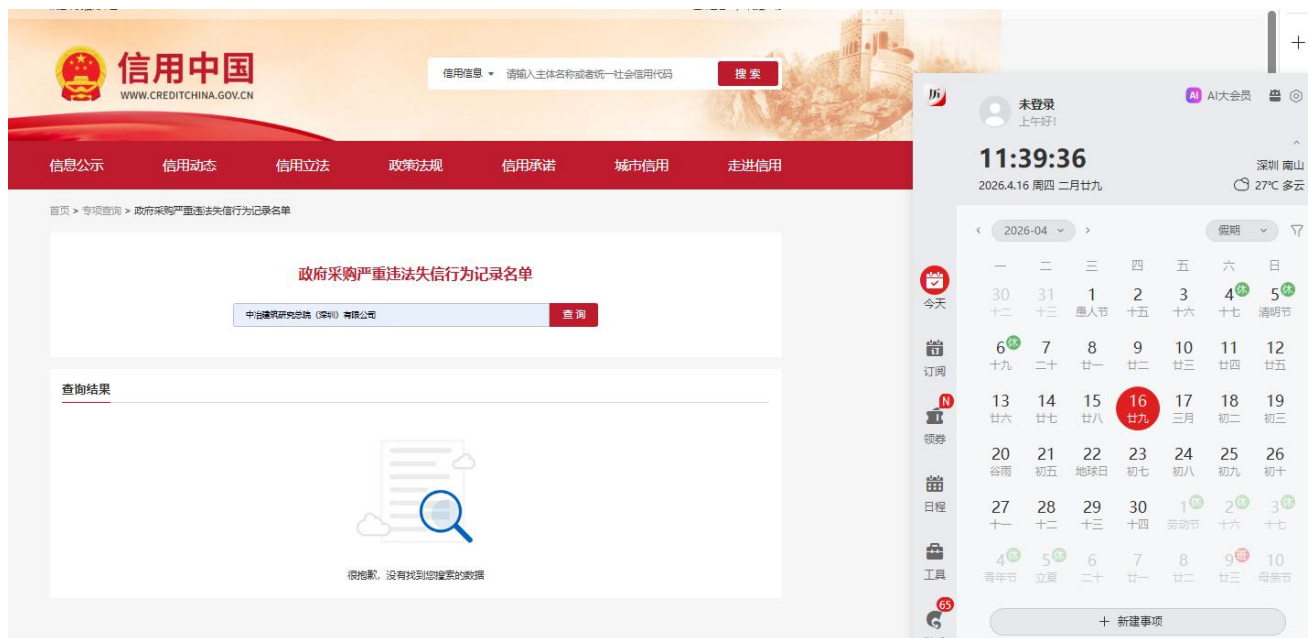 信用中国
WWW.CREDITCHINA.GOV.CN
信用信息
请输入主体名称或者统一社会信用代码
搜索
信息公示 信用动态 信用立法 政策法规 信用承诺 城市信用 走进信用
首页 > 专项查询 > 政府采购严重违法失信行为记录名单
政府采购严重违法失信行为记录名单
中冶建筑研究总院（深圳）有限公司
查询
查询结果
很抱歉，没有找到您搜索的数据
未登录
上午好!
AI AI大会员
11:39:36
深圳 南山
2026.4.16 周四 二月廿九
27℃ 多云
2026-04
假期
一 二 三 四 五 六 日
30 31 1 2 3 4休 5休
十二 十三 愚人节 十五 十六 十七 清明节
6休 7 8 9 10 11 12
十九 二十 廿一 廿二 廿三 廿四 廿五
13 14 15 16 17 18 19
廿六 廿七 廿八 廿九 三月 初二 初三
20 21 22 23 24 25 26
谷雨 初五 地球日 初七 初八 初九 初十
27 28 29 30 1休 2休 3休
十一 十二 十三 十四 劳动节 十六 十七
4休 5休 6 7 8 9班 10
青年节 立夏 二十 廿一 廿二 廿三 母亲节
+ 新建事项
今天
订阅
N
领券
日程
工具
65